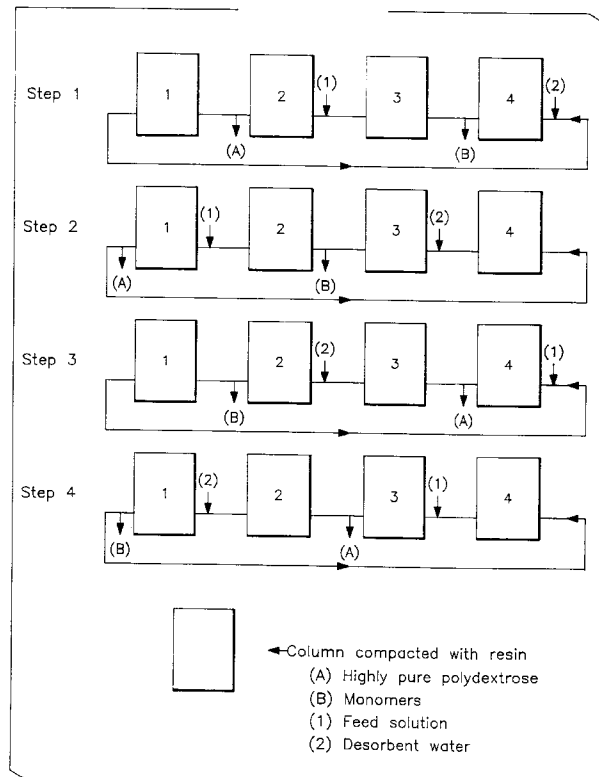 Step 1
1
2
(1)
3
4
(2)
(A)
(B)
Step 2
1
(1)
2
3
(2)
4
(A)
(B)
Step 3
1
2
(2)
3
4
(1)
(B)
(A)
Step 4
1
(2)
2
3
(1)
4
(B)
(A)
Column compacted with resin
(A) Highly pure polydextrose
(B) Monomers
(1) Feed solution
(2) Desorbent water